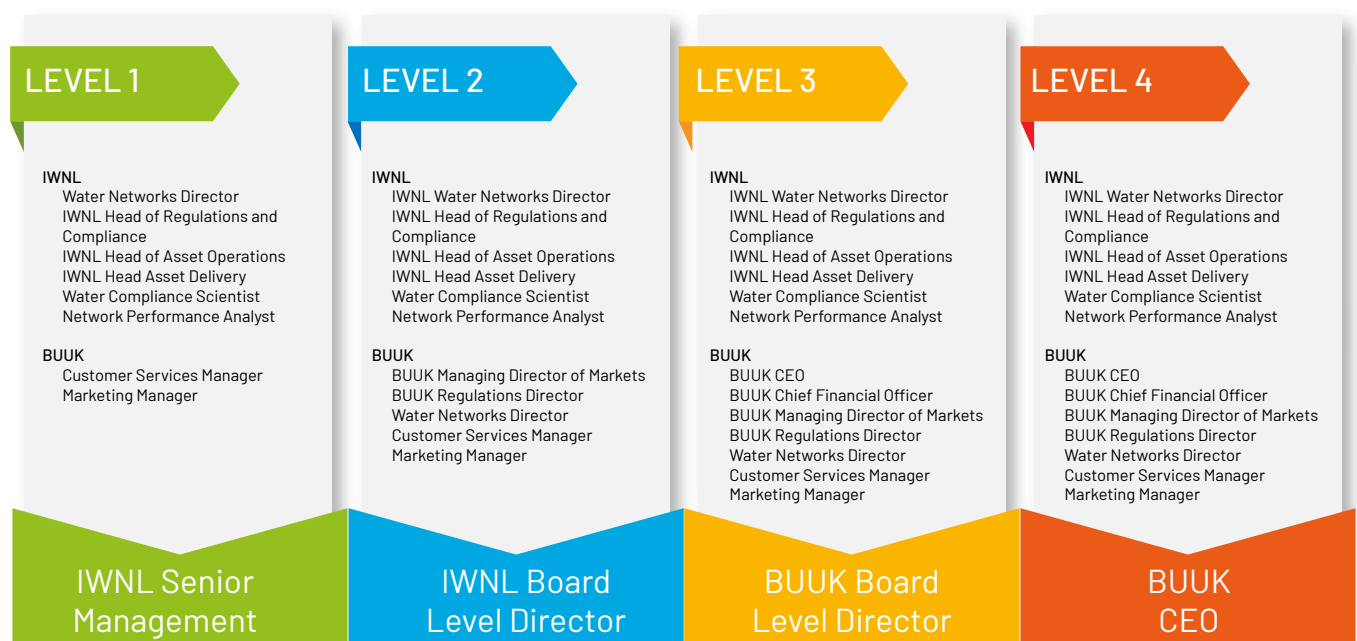 LEVEL 1
IWNL
Water Networks Director
IWNL Head of Regulations and
Compliance
IWNL Head of Asset Operations
IWNL Head Asset Delivery
Water Compliance Scientist
Network Performance Analyst
BUUK
Customer Services Manager
Marketing Manager
IWNL Senior
Management
LEVEL 2
IWNL
IWNL Water Networks Director
IWNL Head of Regulations and
Compliance
IWNL Head of Asset Operations
IWNL Head Asset Delivery
Water Compliance Scientist
Network Performance Analyst
BUUK
BUUK Managing Director of Markets
BUUK Regulations Director
Water Networks Director
Customer Services Manager
Marketing Manager
IWNL Board
Level Director
LEVEL 3
IWNL
IWNL Water Networks Director
IWNL Head of Regulations and
Compliance
IWNL Head of Asset Operations
IWNL Head Asset Delivery
Water Compliance Scientist
Network Performance Analyst
BUUK
BUUK CEO
BUUK Chief Financial Officer
BUUK Managing Director of Markets
BUUK Regulations Director
Water Networks Director
Customer Services Manager
Marketing Manager
BUUK Board
Level Director
LEVEL 4
IWNL
IWNL Water Networks Director
IWNL Head of Regulations and
Compliance
IWNL Head of Asset Operations
IWNL Head Asset Delivery
Water Compliance Scientist
Network Performance Analyst
BUUK
BUUK CEO
BUUK Chief Financial Officer
BUUK Managing Director of Markets
BUUK Regulations Director
Water Networks Director
Customer Services Manager
Marketing Manager
BUUK
CEO